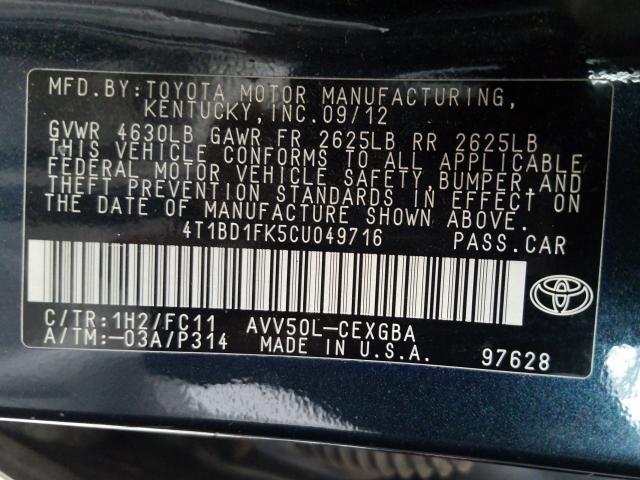 MFD.BY:TOYOTA MOTOR MANUFACTURING,
KENTUCKY,INC.09/12
GVWR 4630LB GAWR FR 2625LB RR 2625LB
THIS VEHICLE CONFORMS TO ALL APPLICABLE
FEDERAL MOTOR VEHICLE SAFETY,BUMPER,AND
THEFT PREVENTION STANDARDS IN EFFECT ON
THE DATE OF MANUFACTURE SHOWN ABOVE.
4T1BD1FK5CU049716 PASS.CAR
C/TR:1H2/FC11 AVV50L-CEXGBA
A/TM:-03A/P314 MADE IN U.S.A. 97628